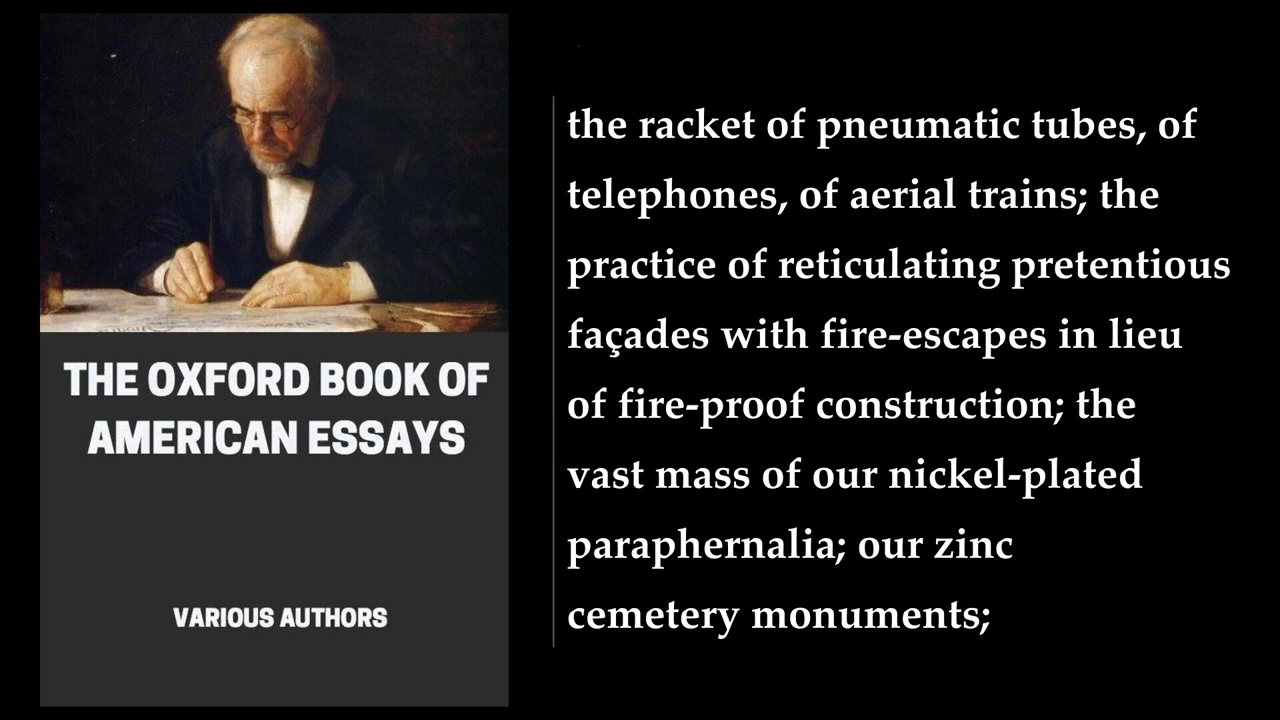 THE OXFORD BOOK OF
AMERICAN ESSAYS
VARIOUS AUTHORS
the racket of pneumatic tubes, of
telephones, of aerial trains; the
practice of reticulating pretentious
façades with fire-escapes in lieu
of fire-proof construction; the
vast mass of our nickel-plated
paraphernalia; our zinc
cemetery monuments;